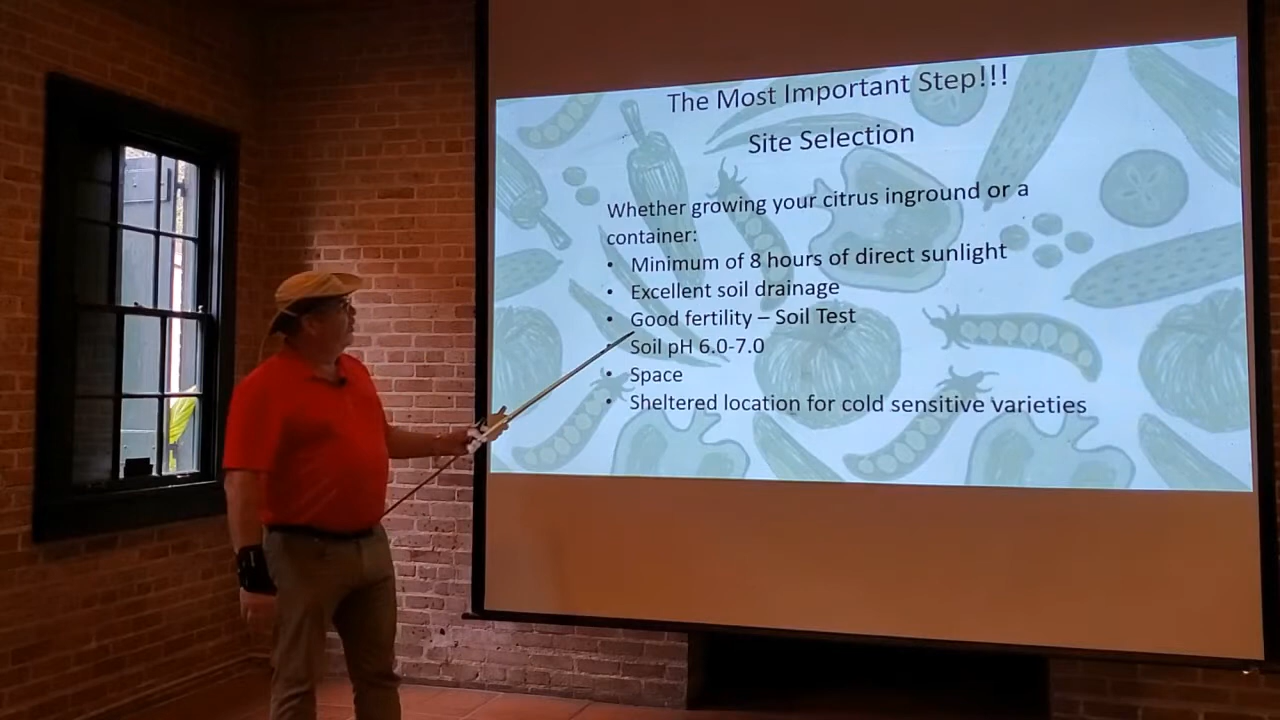 The Most Important Step!!!
Site Selection
Whether growing your citrus inground or a
container:
• Minimum of 8 hours of direct sunlight
• Excellent soil drainage
• Good fertility – Soil Test
• Soil pH 6.0-7.0
• Space
• Sheltered location for cold sensitive varieties